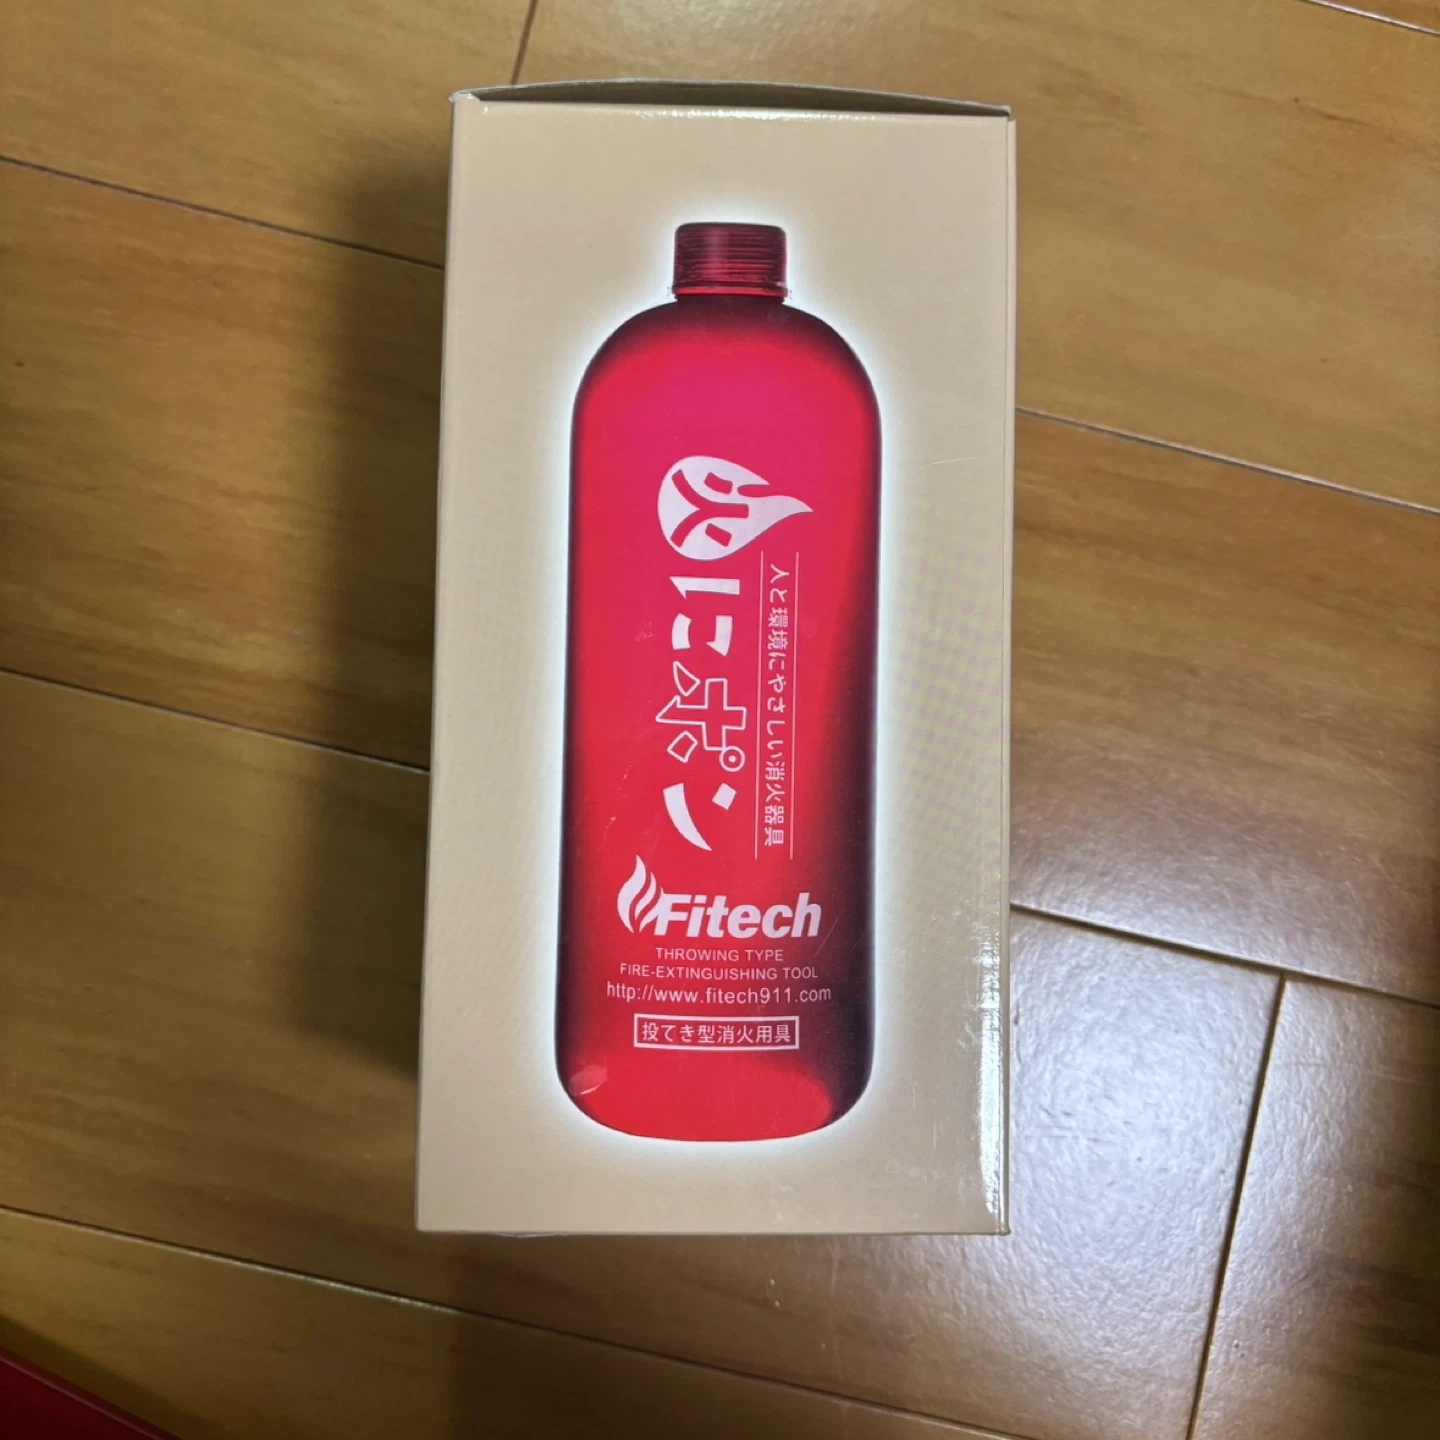 火にポン
人と環境にやさしい消火器具
Fitech
THROWING TYPE
FIRE-EXTINGUISHING TOOL
http://www.fitech911.com
投てき型消火用具